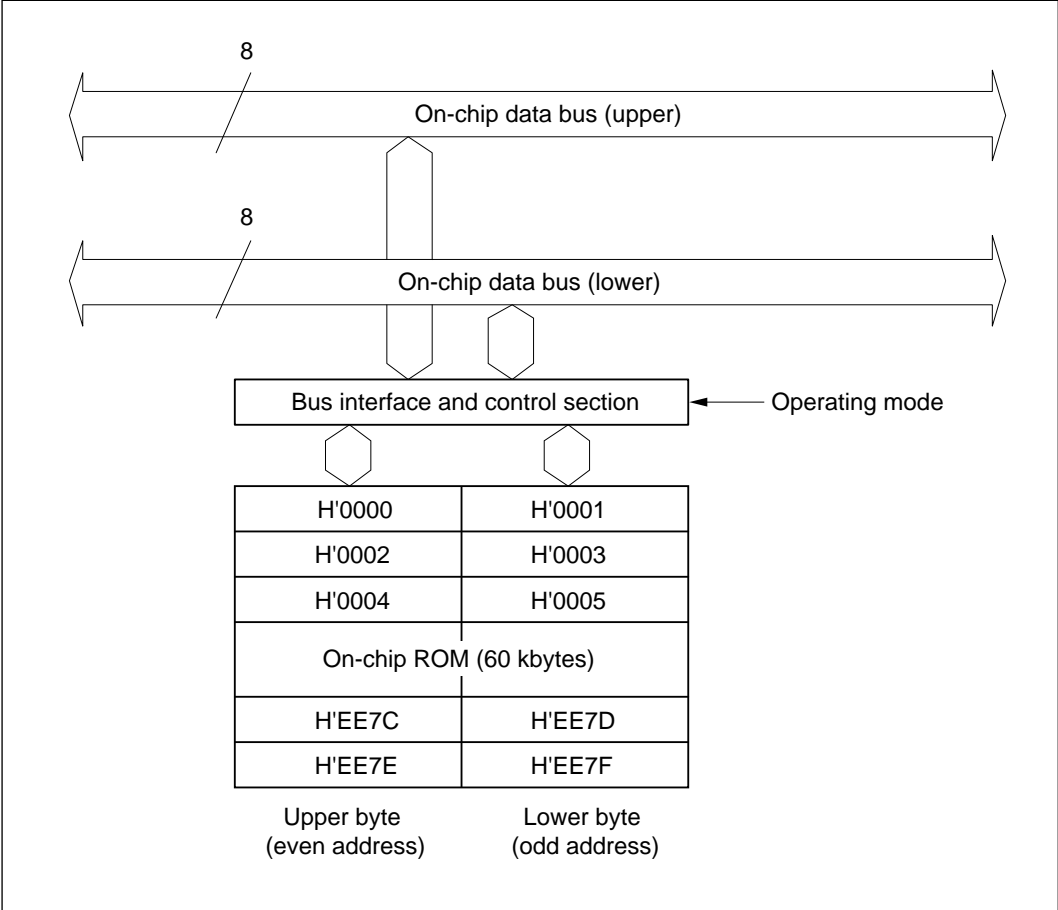 8
On-chip data bus (upper)
8
On-chip data bus (lower)
Bus interface and control section
Operating mode
H'0000 H'0001
H'0002 H'0003
H'0004 H'0005
On-chip ROM (60 kbytes)
H'EE7C H'EE7D
H'EE7E H'EE7F
Upper byte Lower byte
(even address) (odd address)